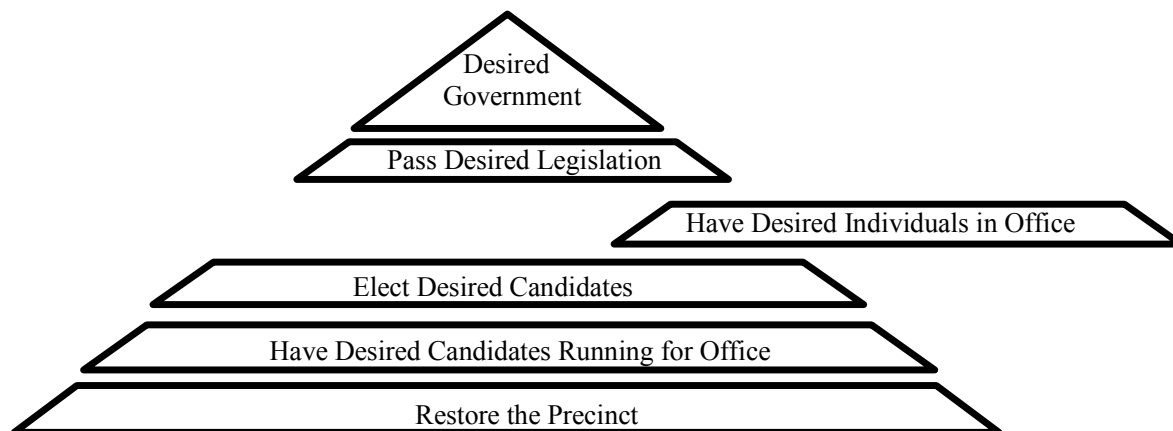 Desired
Government
Pass Desired Legislation
Have Desired Individuals in Office
Elect Desired Candidates
Have Desired Candidates Running for Office
Restore the Precinct